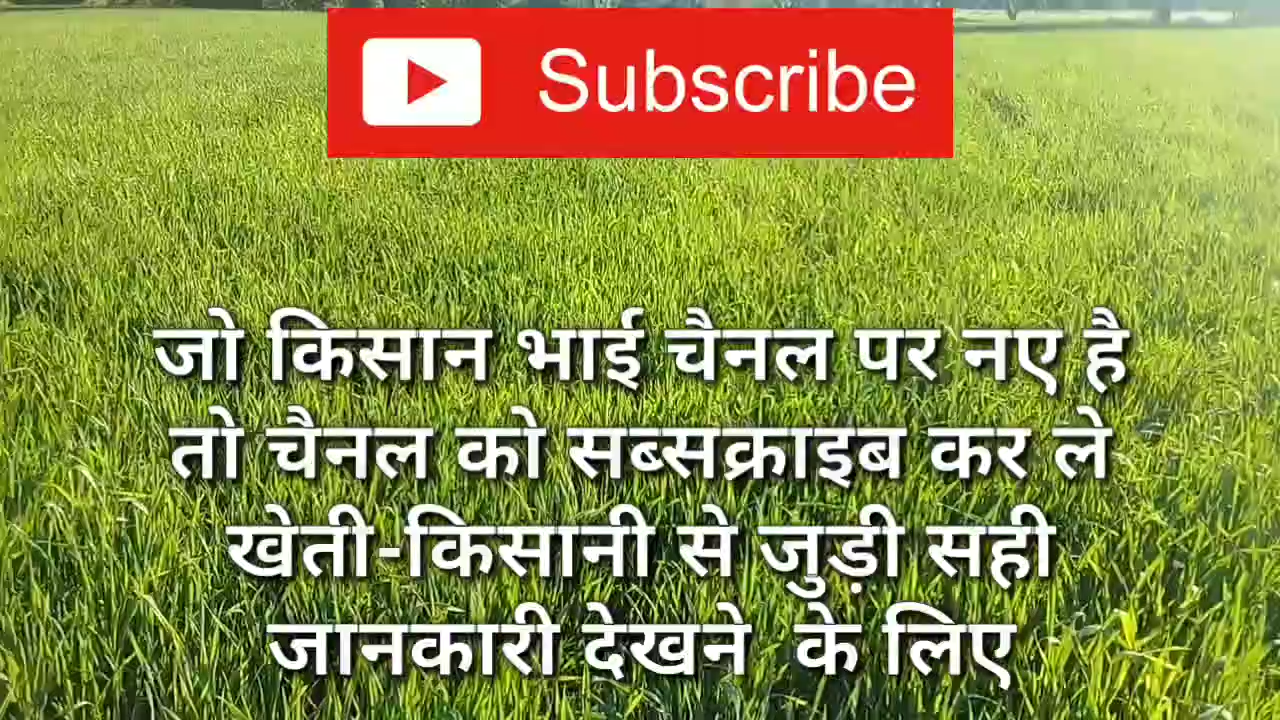 Subscribe
जो किसान भाई चैनल पर नए है
तो चैनल को सब्सक्राइब कर ले
खेती-किसानी से जुड़ी सही
जानकारी देखने के लिए